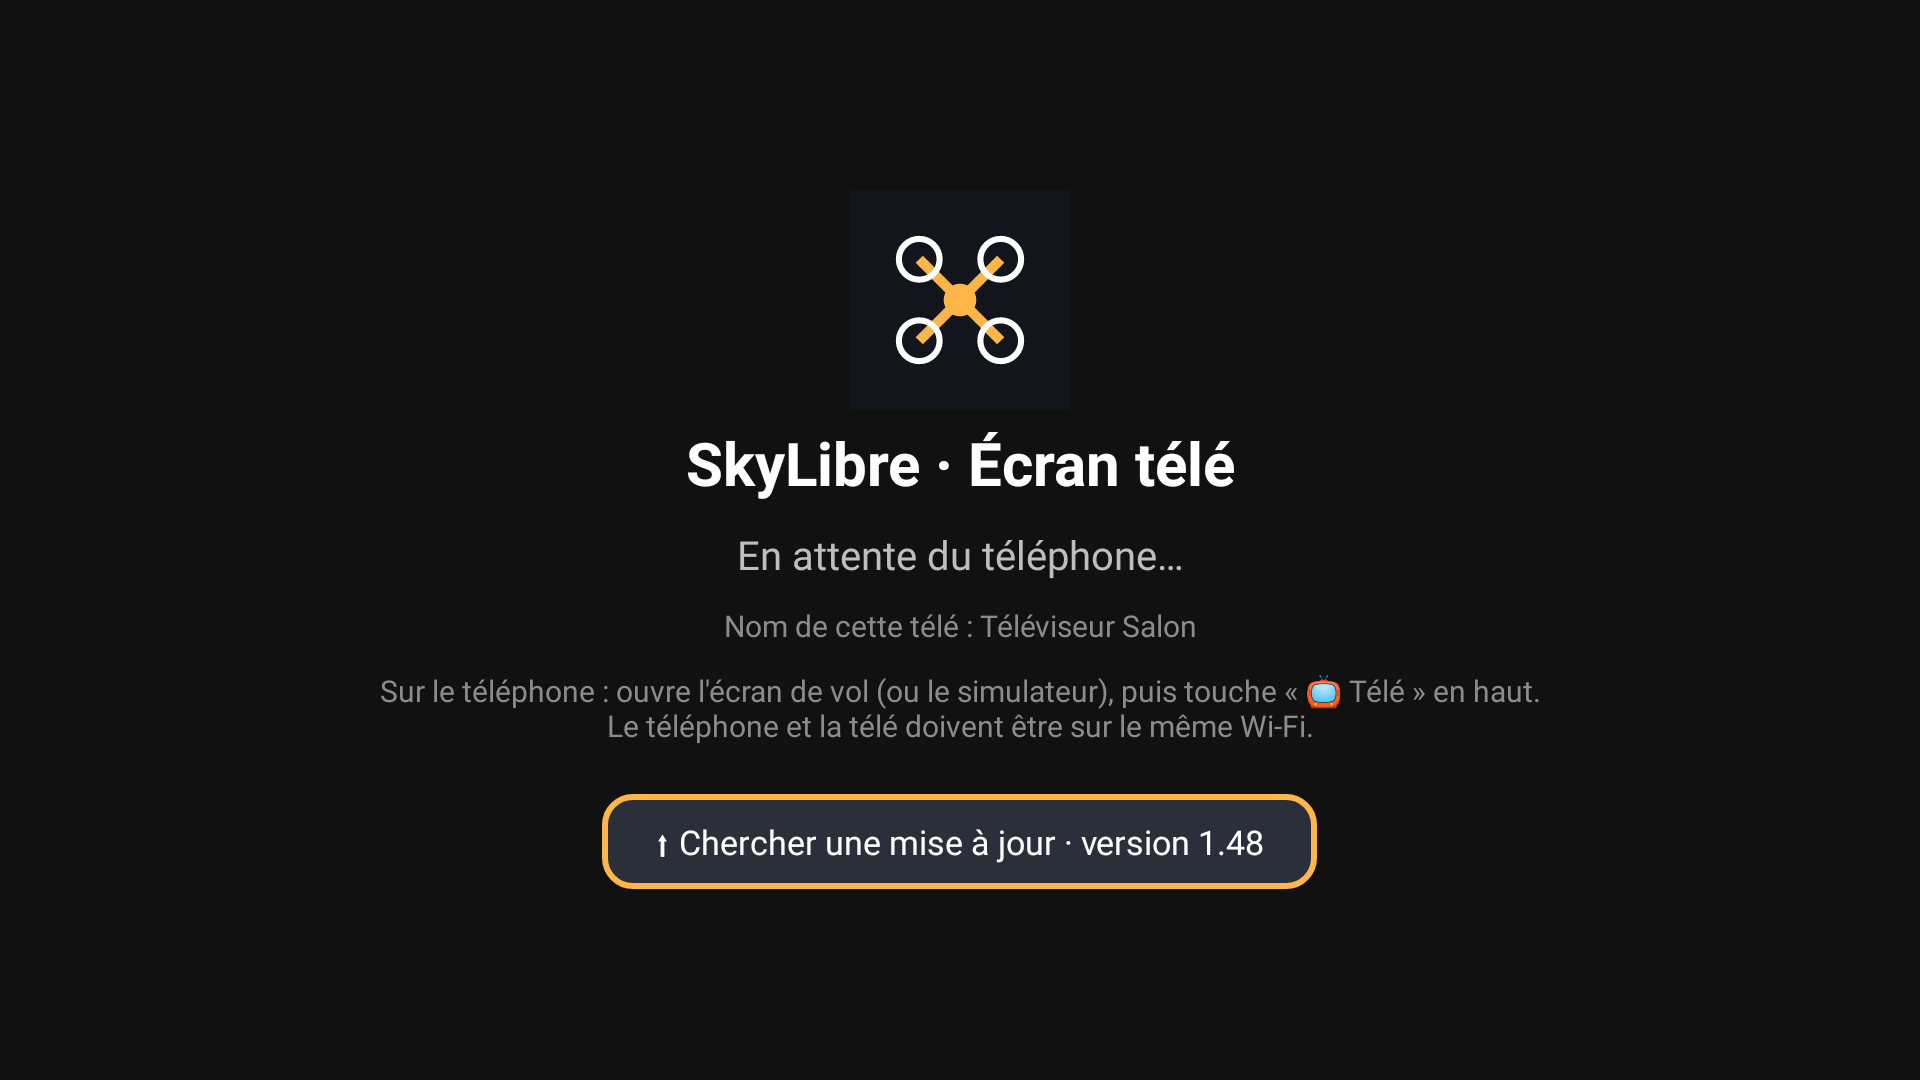 SkyLibre · Écran télé
En attente du téléphone…
Nom de cette télé : Téléviseur Salon
Sur le téléphone : ouvre l'écran de vol (ou le simulateur), puis touche « 📺 Télé » en haut.
Le téléphone et la télé doivent être sur le même Wi-Fi.
⭡ Chercher une mise à jour · version 1.48